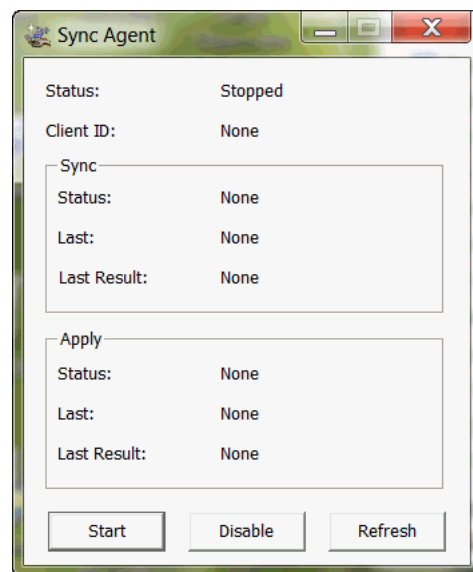 Sync Agent
Status: Stopped
Client ID: None
Sync
Status: None
Last: None
Last Result: None
Apply
Status: None
Last: None
Last Result: None
Start Disable Refresh